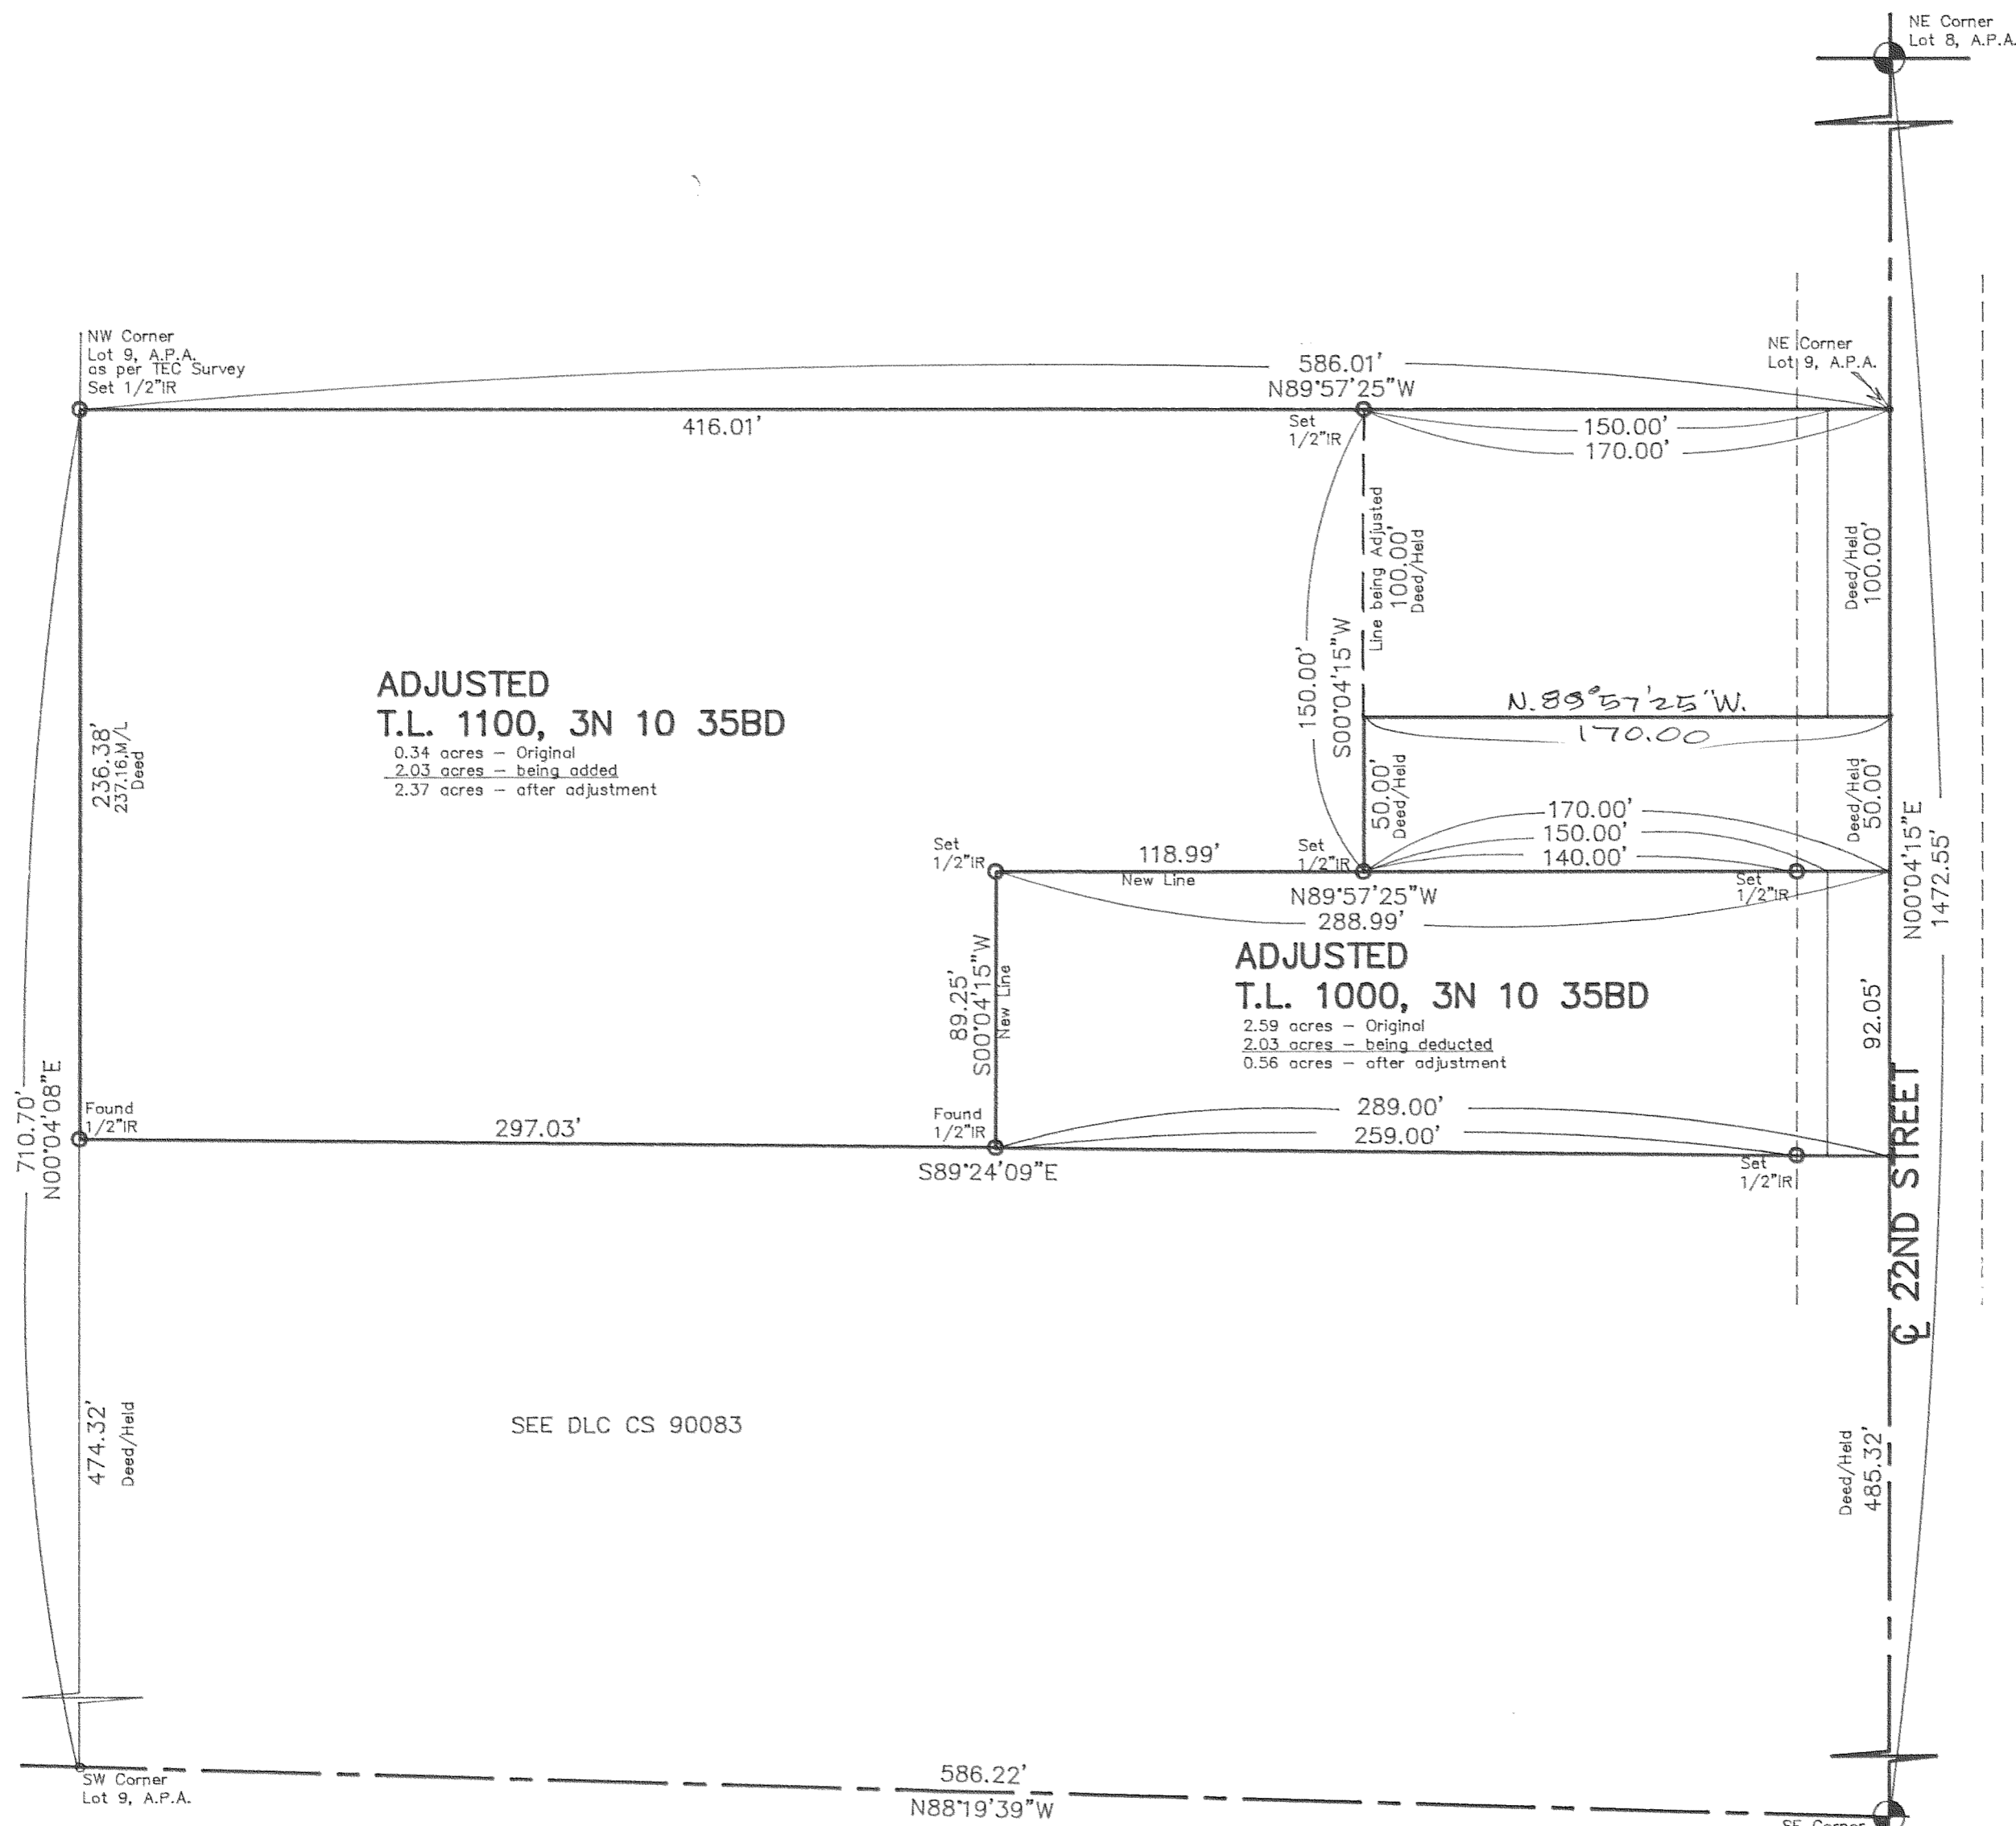 NE Corner
Lot 8, A.P.A.
NW Corner
Lot 9, A.P.A.
as per TEC Survey
Set 1/2"IR
NE Corner
Lot 9, A.P.A.
586.01'
N89°57'25"W
416.01'
Set
1/2"IR
150.00'
170.00'
Line being Adjusted
100.00'
Deed/Held
Deed/Held
100.00'
150.00'
S00°04'15"W
ADJUSTED
T.L. 1100, 3N 10 35BD
0.34 acres – Original
2.03 acres – being added
2.37 acres – after adjustment
236.38'
237.16,M/L
Deed
N. 89°57'25"W.
170.00
50.00'
Deed/Held
Deed/Held
50.00'
170.00'
150.00'
140.00'
Set
1/2"IR
118.99'
New Line
Set
1/2"IR
N89°57'25"W
288.99'
Set
1/2"IR
N00°04'15"E
1472.55'
89.25'
S00°04'15"W
New Line
ADJUSTED
T.L. 1000, 3N 10 35BD
2.59 acres – Original
2.03 acres – being deducted
0.56 acres – after adjustment
92.05'
710.70'
N00°04'08"E
Found
1/2"IR
297.03'
Found
1/2"IR
289.00'
259.00'
S89°24'09"E
Set
1/2"IR
℄ 22ND STREET
474.32'
Deed/Held
SEE DLC CS 90083
Deed/Held
485.32'
SW Corner
Lot 9, A.P.A.
586.22'
N88°19'39"W
SE Corner